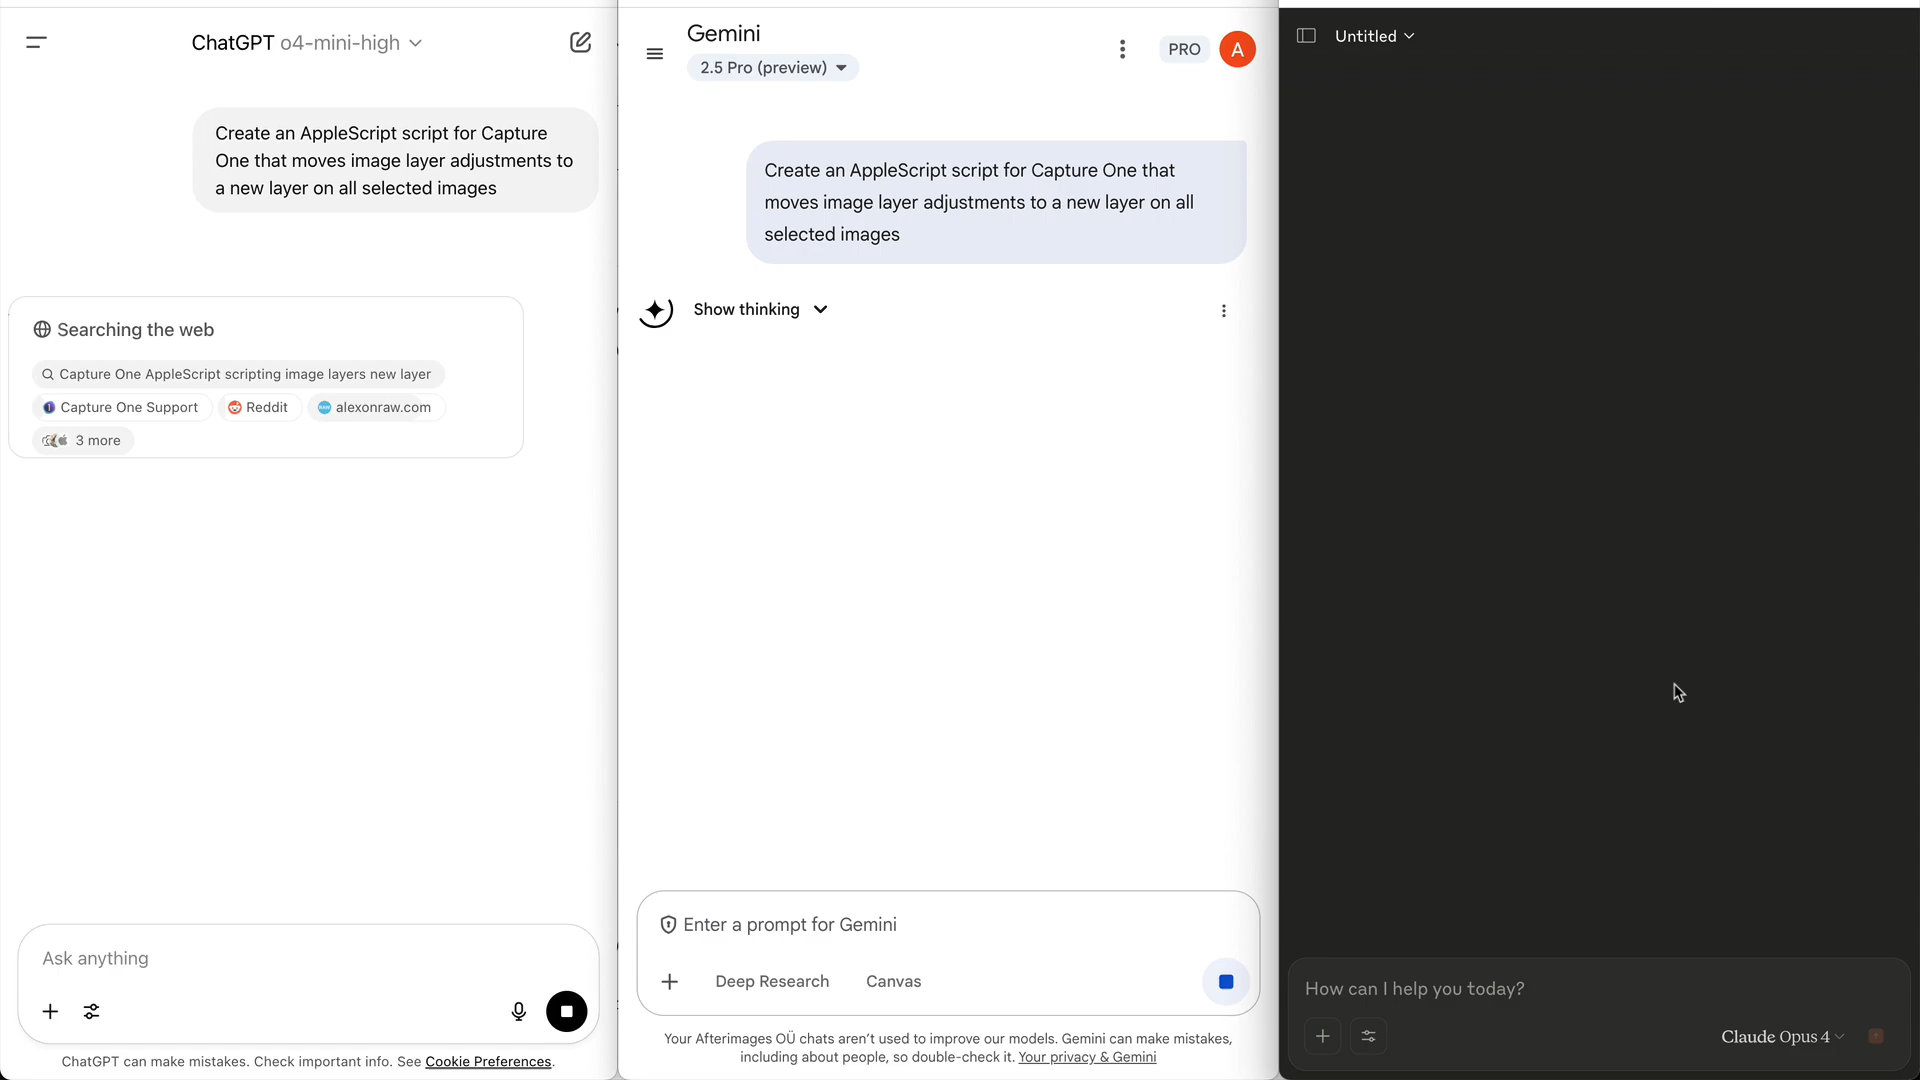 ChatGPT o4-mini-high
Create an AppleScript script for Capture
One that moves image layer adjustments to
a new layer on all selected images
Searching the web
Capture One AppleScript scripting image layers new layer
Capture One Support
Reddit
alexonraw.com
3 more
Ask anything
ChatGPT can make mistakes. Check important info. See Cookie Preferences.
Gemini
2.5 Pro (preview)
PRO
A
Create an AppleScript script for Capture One that
moves image layer adjustments to a new layer on all
selected images
Show thinking
Enter a prompt for Gemini
Deep Research
Canvas
Your Afterimages OÜ chats aren’t used to improve our models. Gemini can make mistakes,
including about people, so double-check it. Your privacy & Gemini
Untitled
How can I help you today?
Claude Opus 4